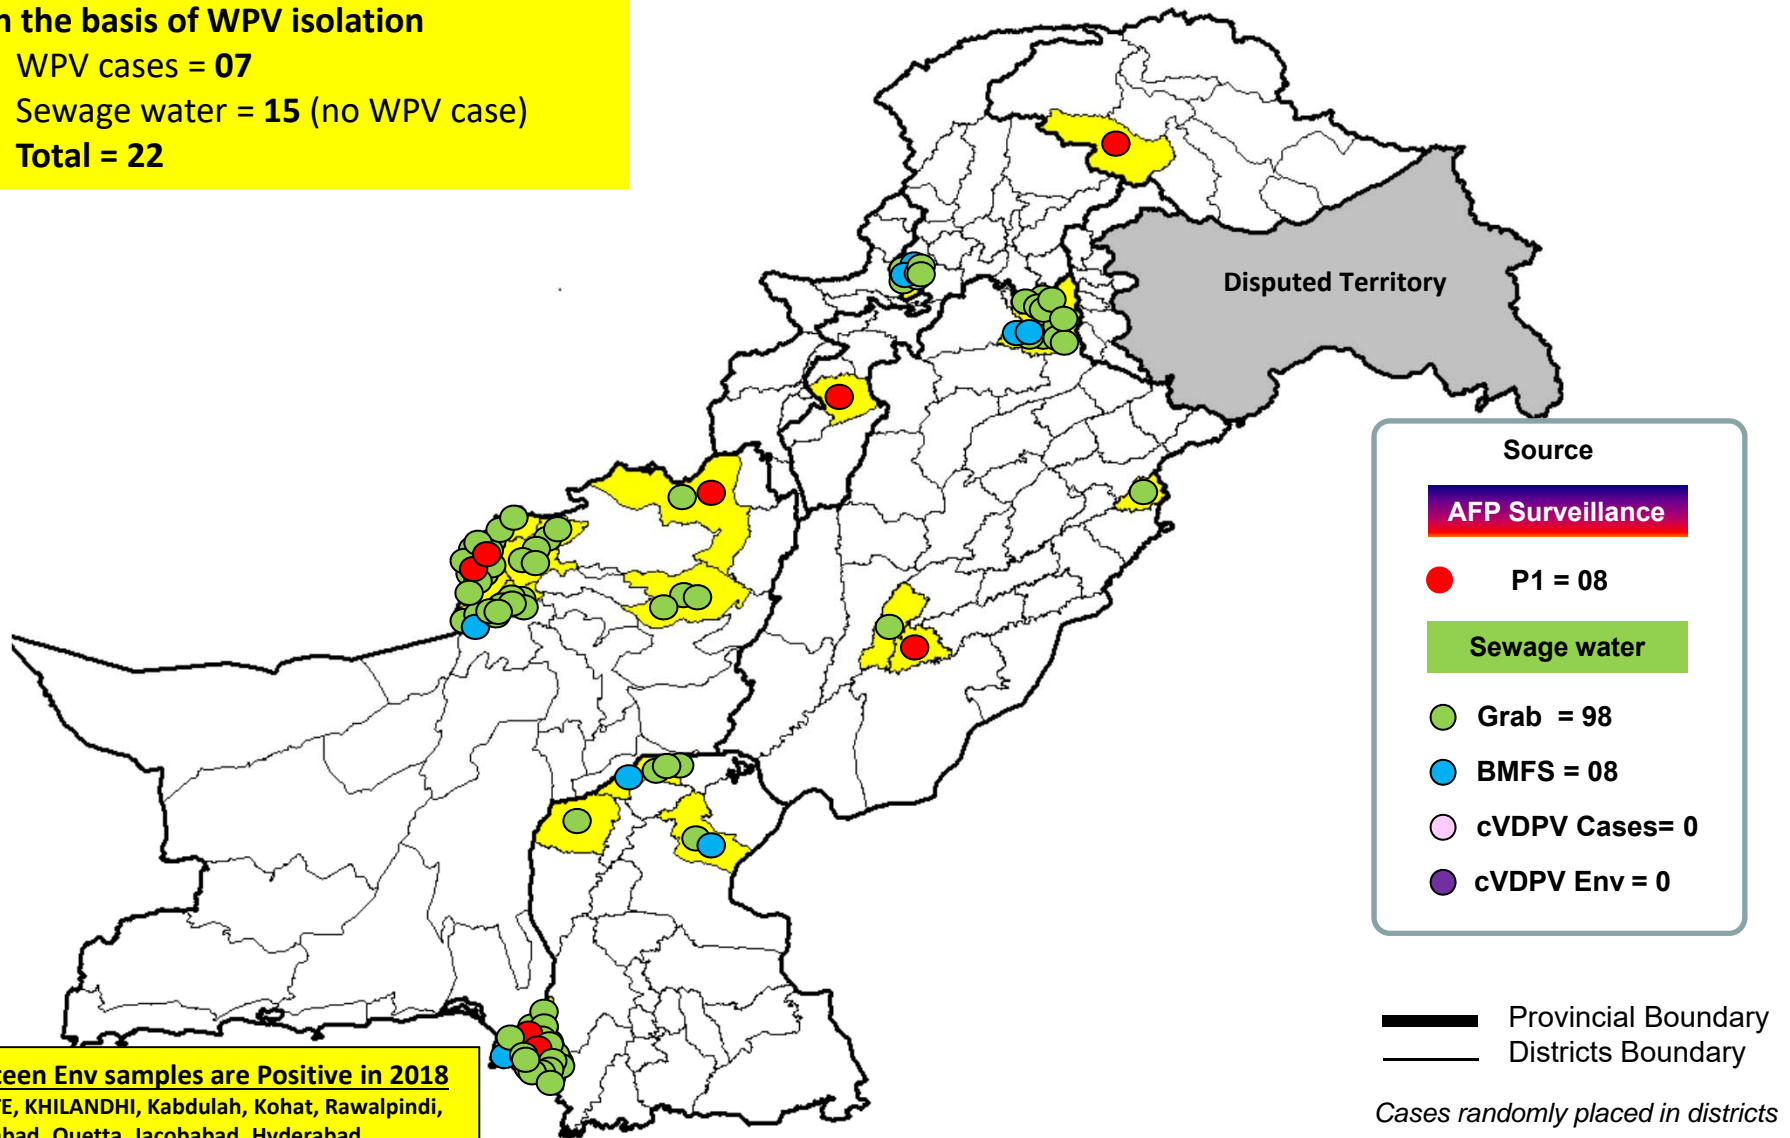 the basis of WPV isolation
WPV cases = 07
Sewage water = 15 (no WPV case)
Total = 22
Disputed Territory
Source
AFP Surveillance
P1 = 08
Sewage water
Grab = 98
BMFS = 08
cVDPV Cases= 0
cVDPV Env = 0
Provincial Boundary
Districts Boundary
Cases randomly placed in districts
Env samples are Positive in 2018
KHILANDHI, Kabdulah, Kohat, Rawalpindi,
Quetta, Jacobabad, Hyderabad